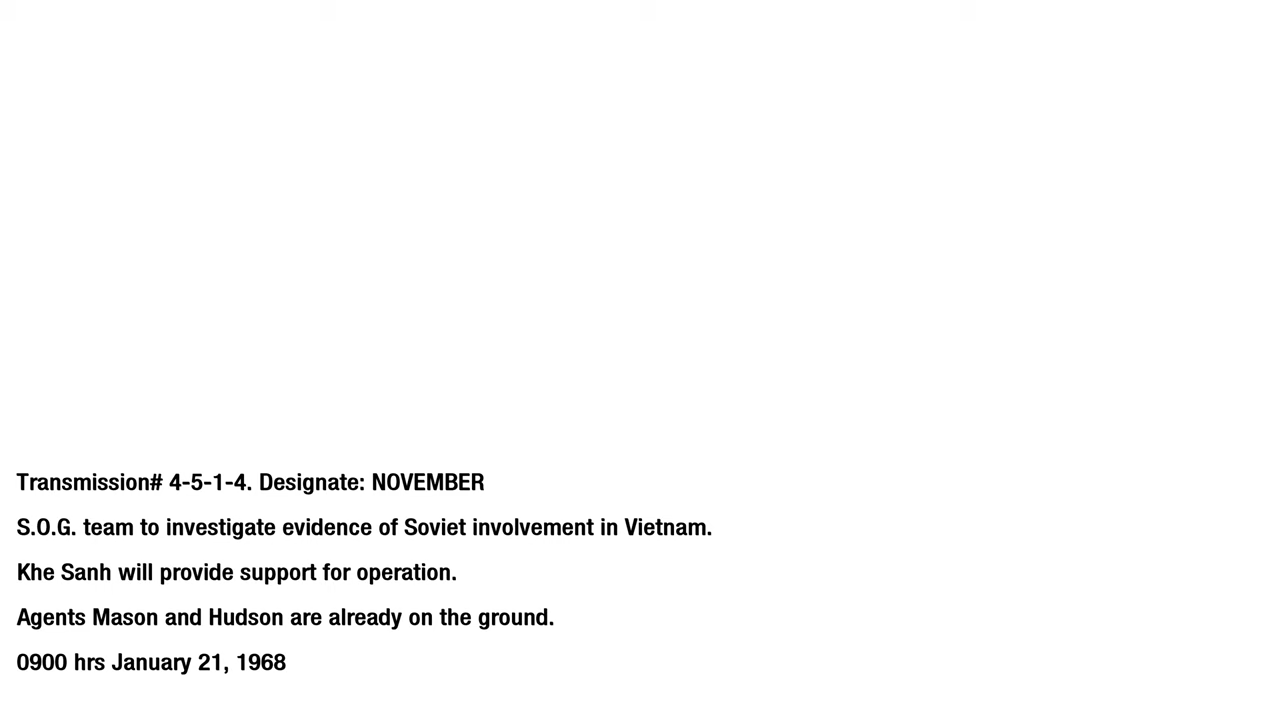 Transmission# 4-5-1-4. Designate: NOVEMBER
S.O.G. team to investigate evidence of Soviet involvement in Vietnam.
Khe Sanh will provide support for operation.
Agents Mason and Hudson are already on the ground.
0900 hrs January 21, 1968